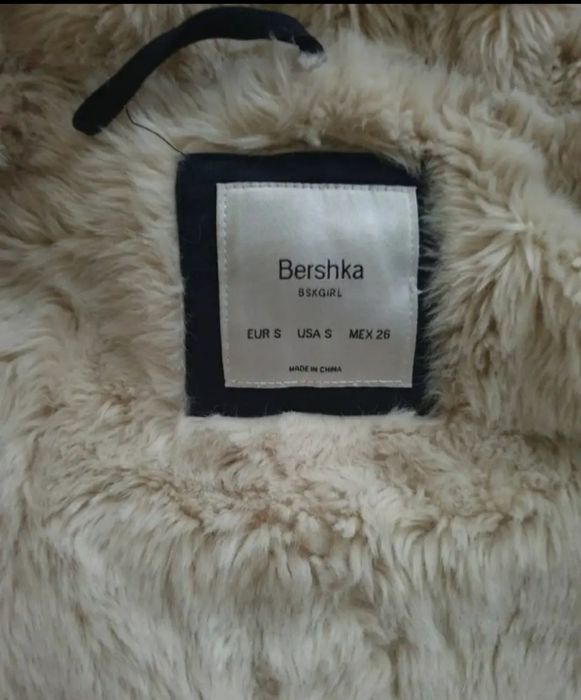 Bershka
BSKGIRL
EUR S USA S MEX 26
MADE IN CHINA